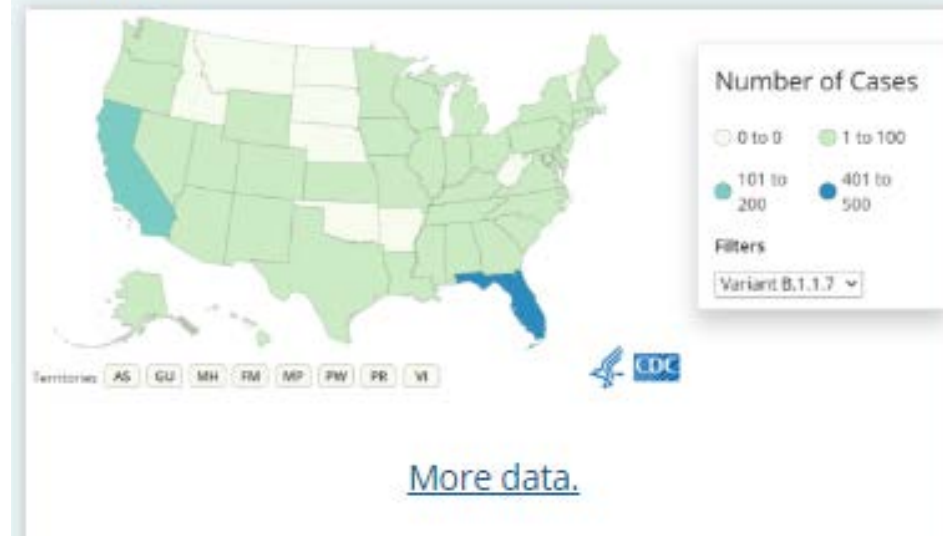 Number of Cases
0 to 0
1 to 100
101 to 200
401 to 500
Filters
Variant B.1.1.7
Territories AS GU MH FM MP PW PR VI
CDC
More data.